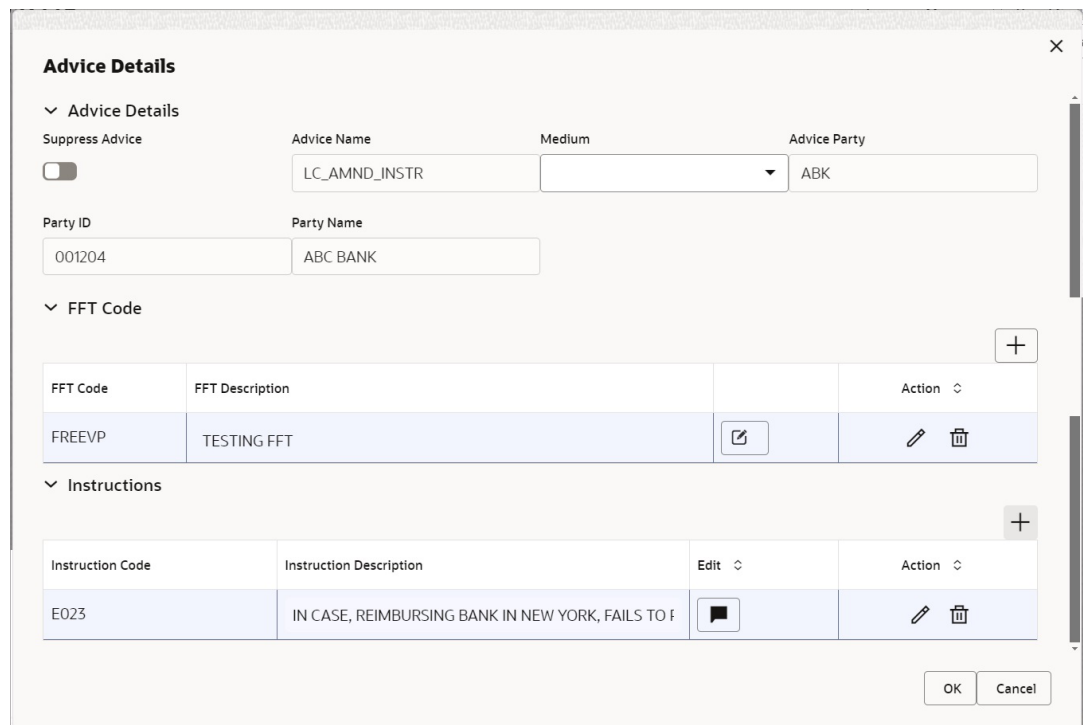 Advice Details
Advice Details
Suppress Advice Advice Name Medium Advice Party
LC_AMND_INSTR ABK
Party ID Party Name
001204 ABC BANK
FFT Code
FFT Code FFT Description Action
FREEVP TESTING FFT
Instructions
Instruction Code Instruction Description Edit Action
E023 IN CASE, REIMBURSING BANK IN NEW YORK, FAILS TO
OK Cancel